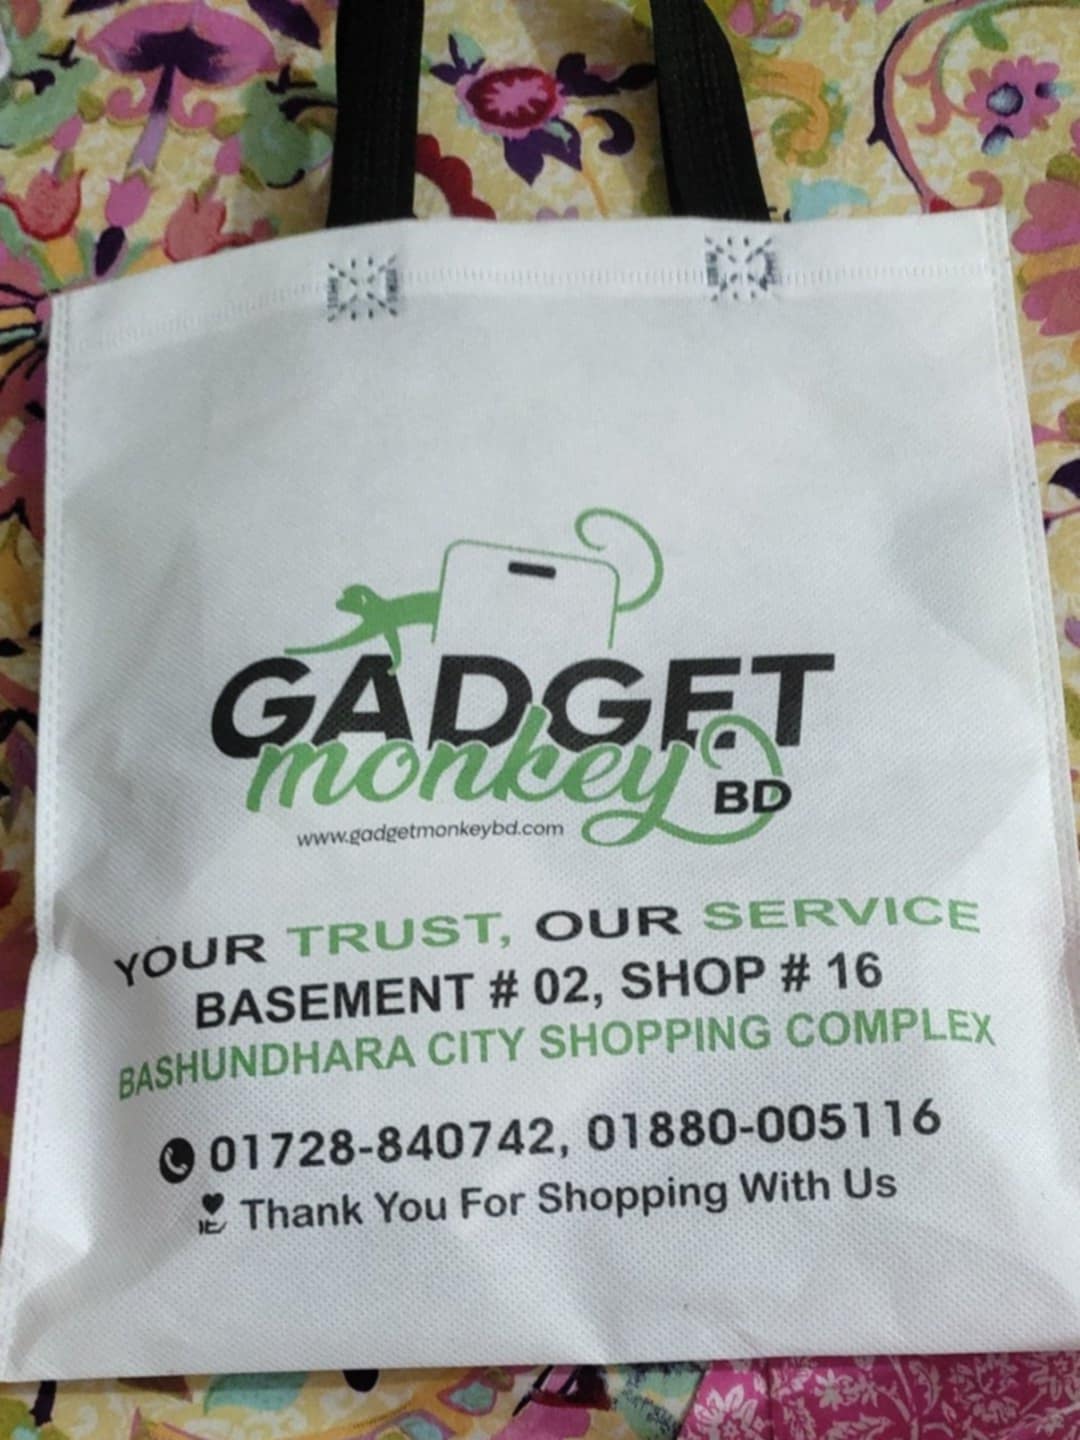 GADGET
monkey
BD
www.gadgetmonkeybd.com
YOUR TRUST, OUR SERVICE
BASEMENT # 02, SHOP # 16
BASHUNDHARA CITY SHOPPING COMPLEX
01728-840742, 01880-005116
Thank You For Shopping With Us